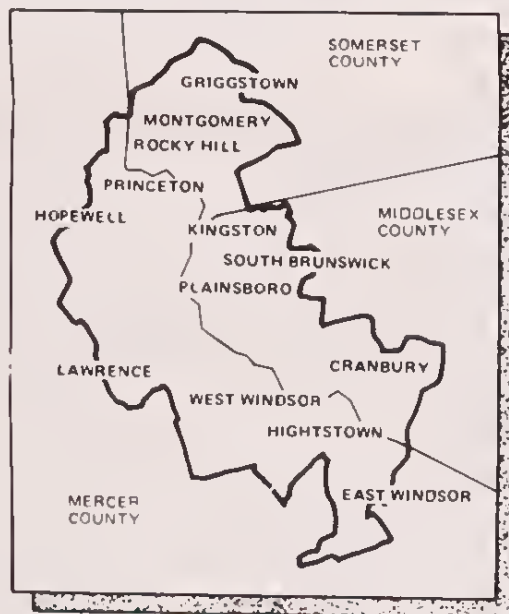 SOMERSET
COUNTY
GRIGGSTOWN
MONTGOMERY
ROCKY HILL
PRINCETON
HOPEWELL
MIDDLESEX
COUNTY
KINGSTON
SOUTH BRUNSWICK
PLAINSBORO
LAWRENCE
CRANBURY
WEST WINDSOR
HIGHTSTOWN
EAST WINDSOR
MERCER
COUNTY